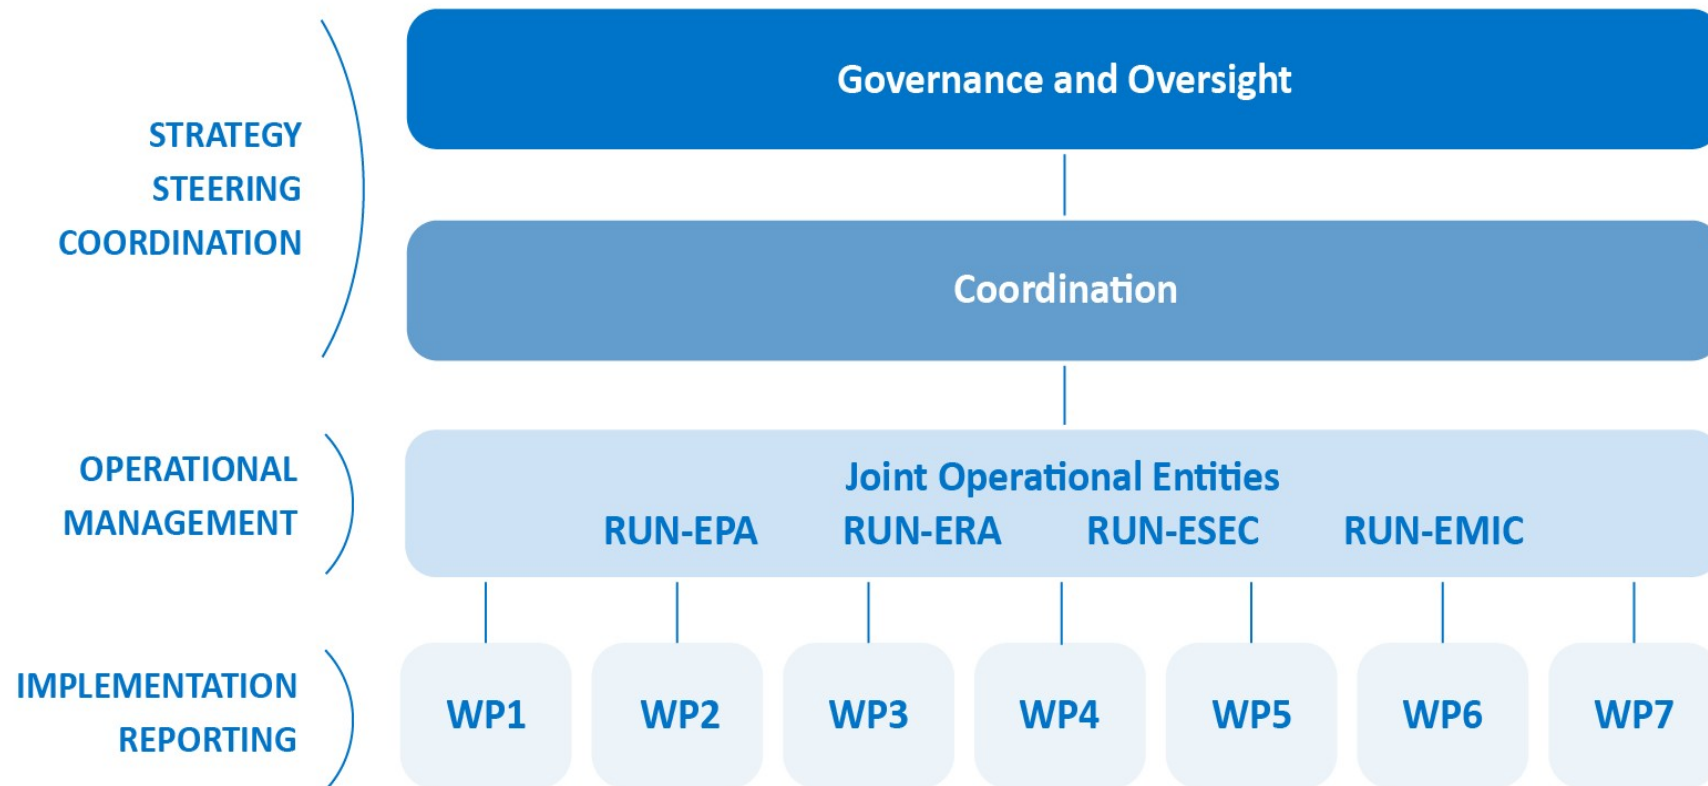 Governance and Oversight
STRATEGY
STEERING
COORDINATION
Coordination
OPERATIONAL
MANAGEMENT
Joint Operational Entities
RUN-EPA RUN-ERA RUN-ESEC RUN-EMIC
IMPLEMENTATION
REPORTING
WP1 WP2 WP3 WP4 WP5 WP6 WP7